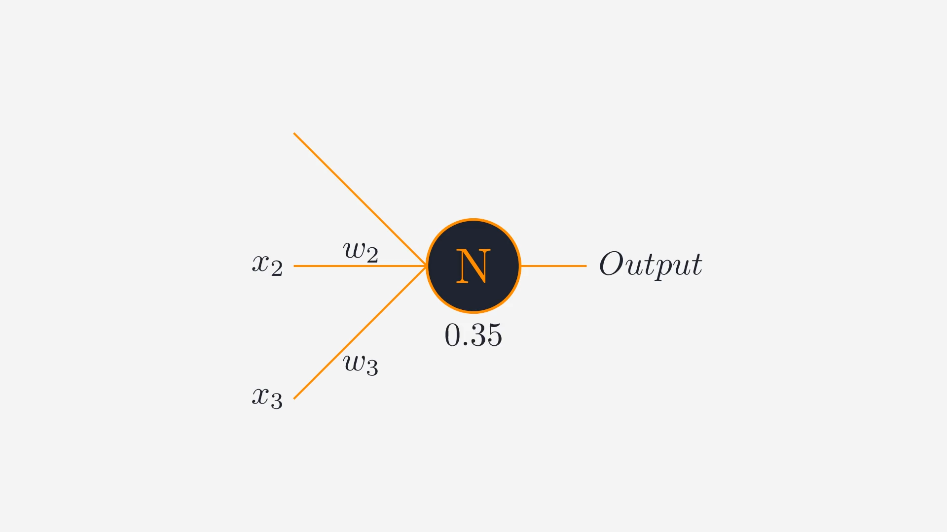 w₂
x₂ N Output
0.35
w₃
x₃